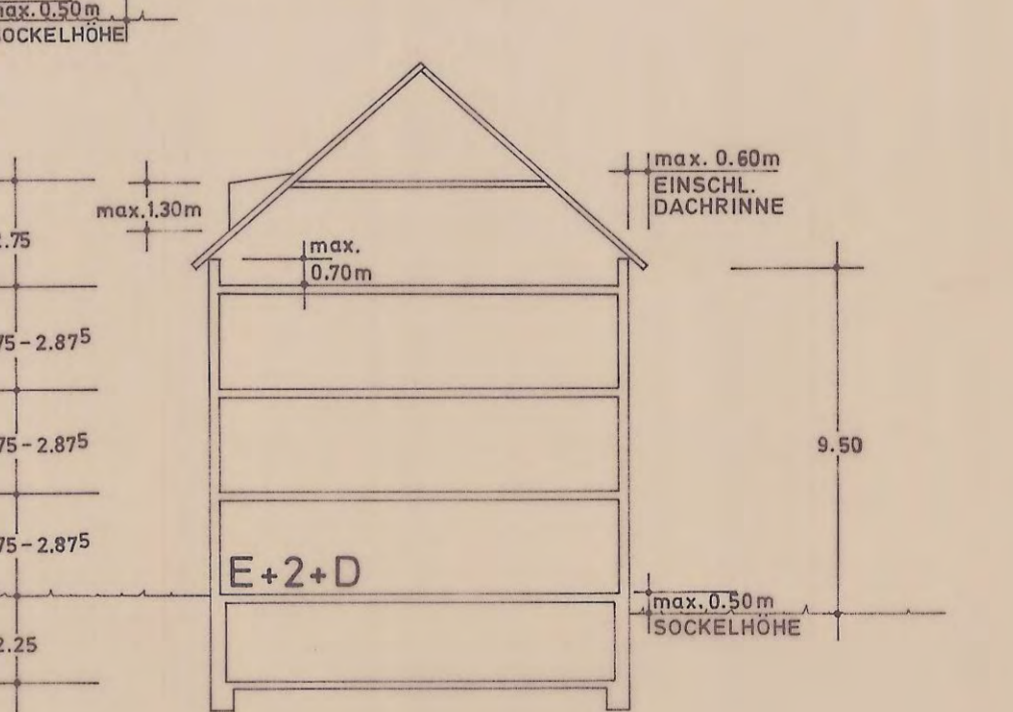 max. 0.50m
SOCKELHÖHE
max. 0.60m
EINSCHL.
DACHRINNE
max. 1.30m
.75
max.
0.70m
75-2.875
75-2.875
9.50
75-2.875
E+2+D
max. 0.50m
SOCKELHÖHE
2.25